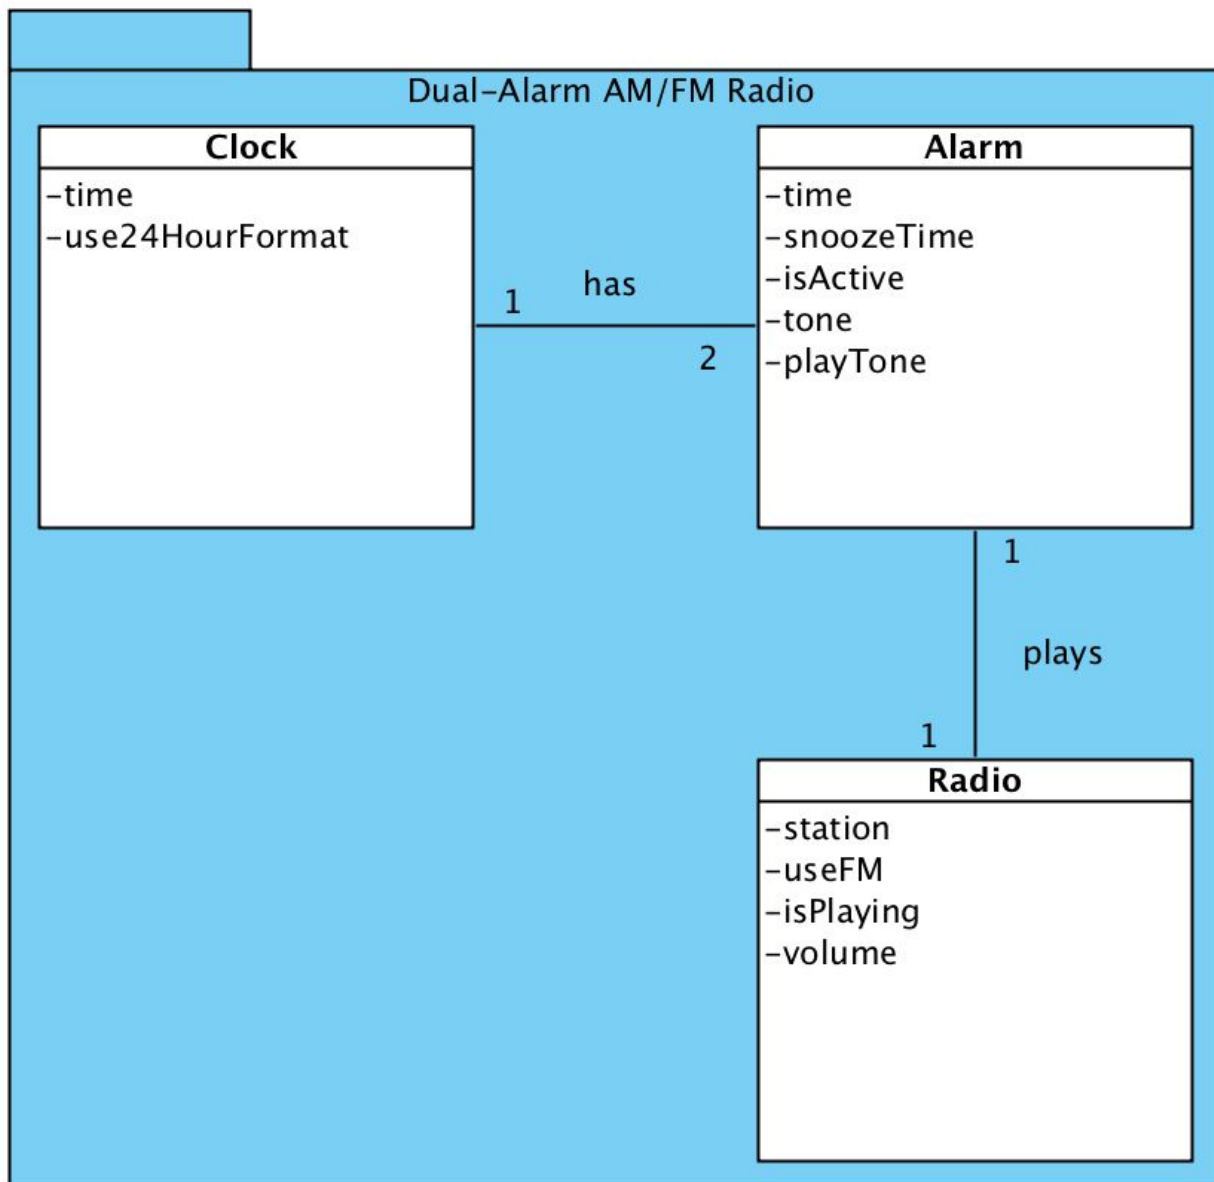 Dual-Alarm AM/FM Radio
Clock
-time
-use24HourFormat
1
has
2
Alarm
-time
-snoozeTime
-isActive
-tone
-playTone
1
plays
1
Radio
-station
-useFM
-isPlaying
-volume